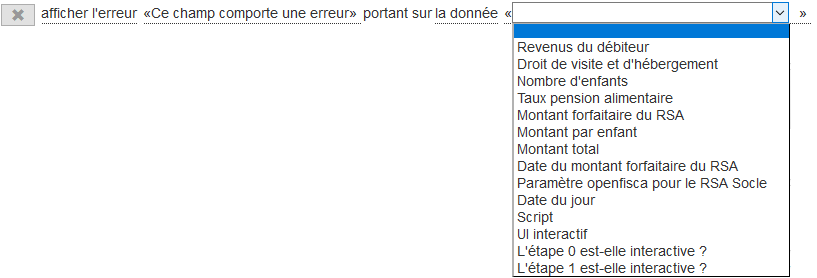 afficher l'erreur «Ce champ comporte une erreur» portant sur la donnée « »
Revenus du débiteur
Droit de visite et d'hébergement
Nombre d'enfants
Taux pension alimentaire
Montant forfaitaire du RSA
Montant par enfant
Montant total
Date du montant forfaitaire du RSA
Paramètre openfisca pour le RSA Socle
Date du jour
Script
UI interactif
L'étape 0 est-elle interactive ?
L'étape 1 est-elle interactive ?